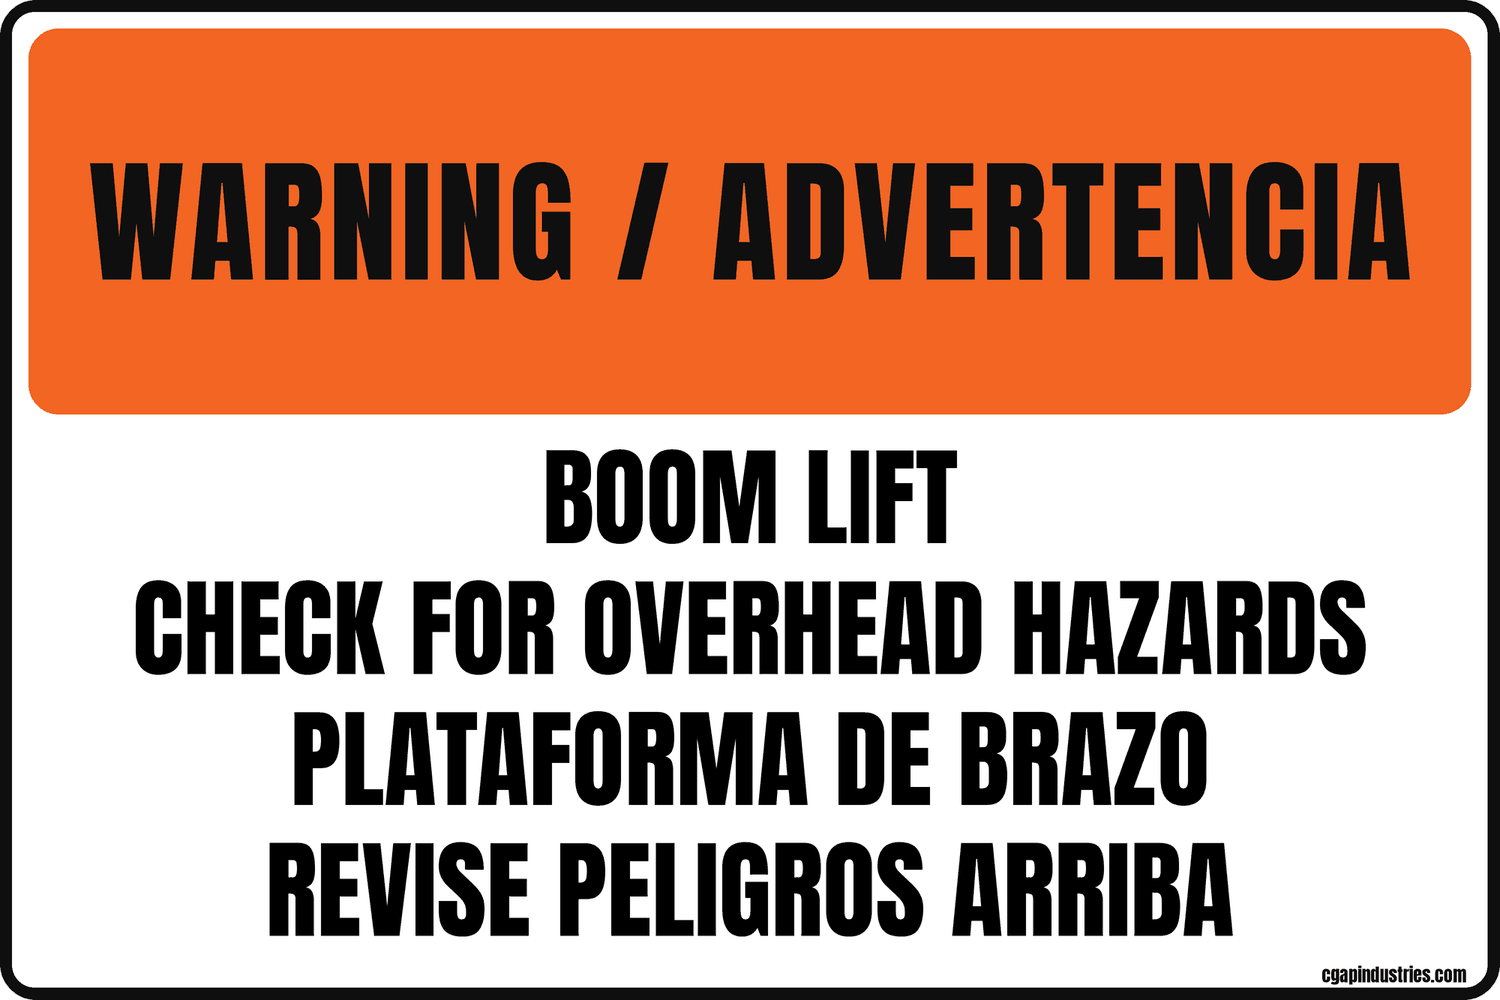 WARNING / ADVERTENCIA
BOOM LIFT
CHECK FOR OVERHEAD HAZARDS
PLATAFORMA DE BRAZO
REVISE PELIGROS ARRIBA
cgapindustries.com